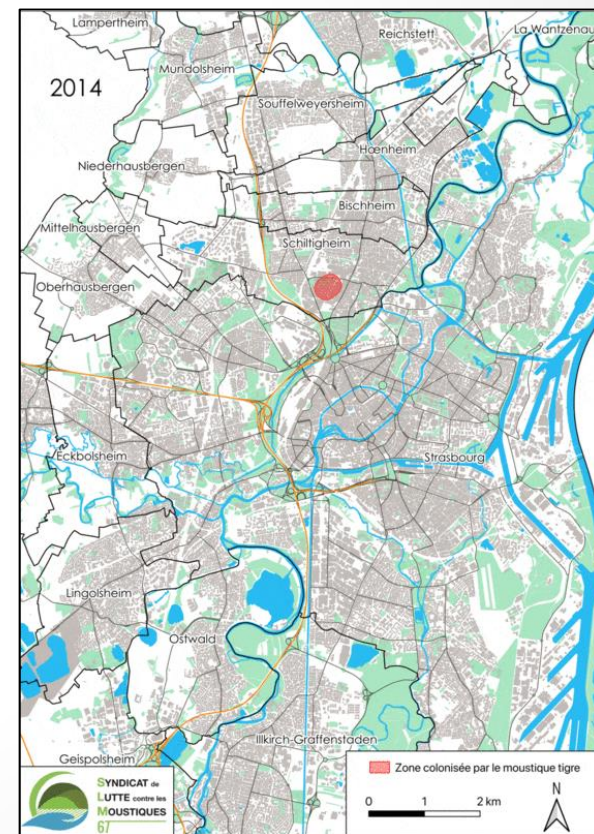 Lampertheim
Reichstett
La Wantzenau
Mundolsheim
2014
Souffelweyersheim
Hœnheim
Niederhausbergen
Bischheim
Mittelhausbergen
Schiltigheim
Oberhausbergen
Eckbolsheim
Strasbourg
Lingolsheim
Ostwald
Illkirch-Graffenstaden
Geispolsheim
Zone colonisée par le moustique tigre
0 1 2 km
N
SYNDICAT de
LUTTE contre les
MOUSTIQUES
67